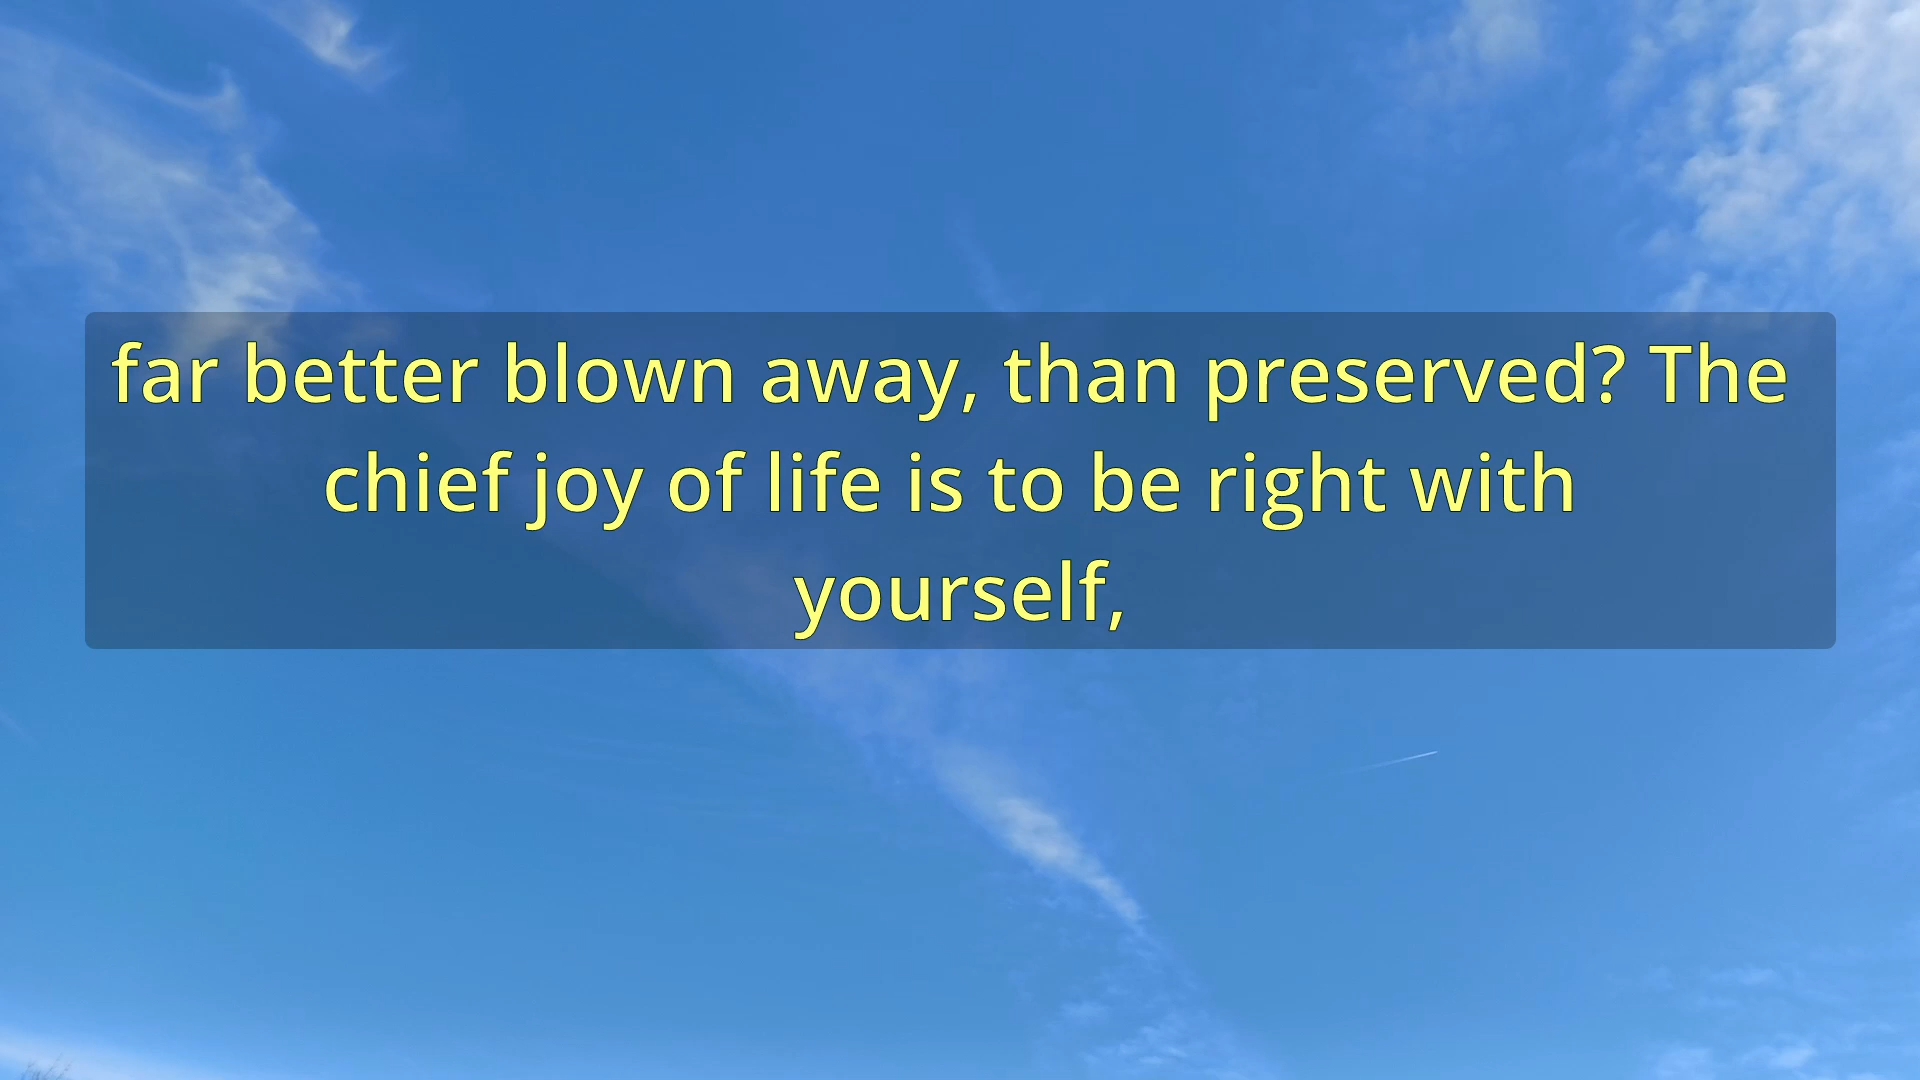 far better blown away, than preserved? The
chief joy of life is to be right with
yourself,